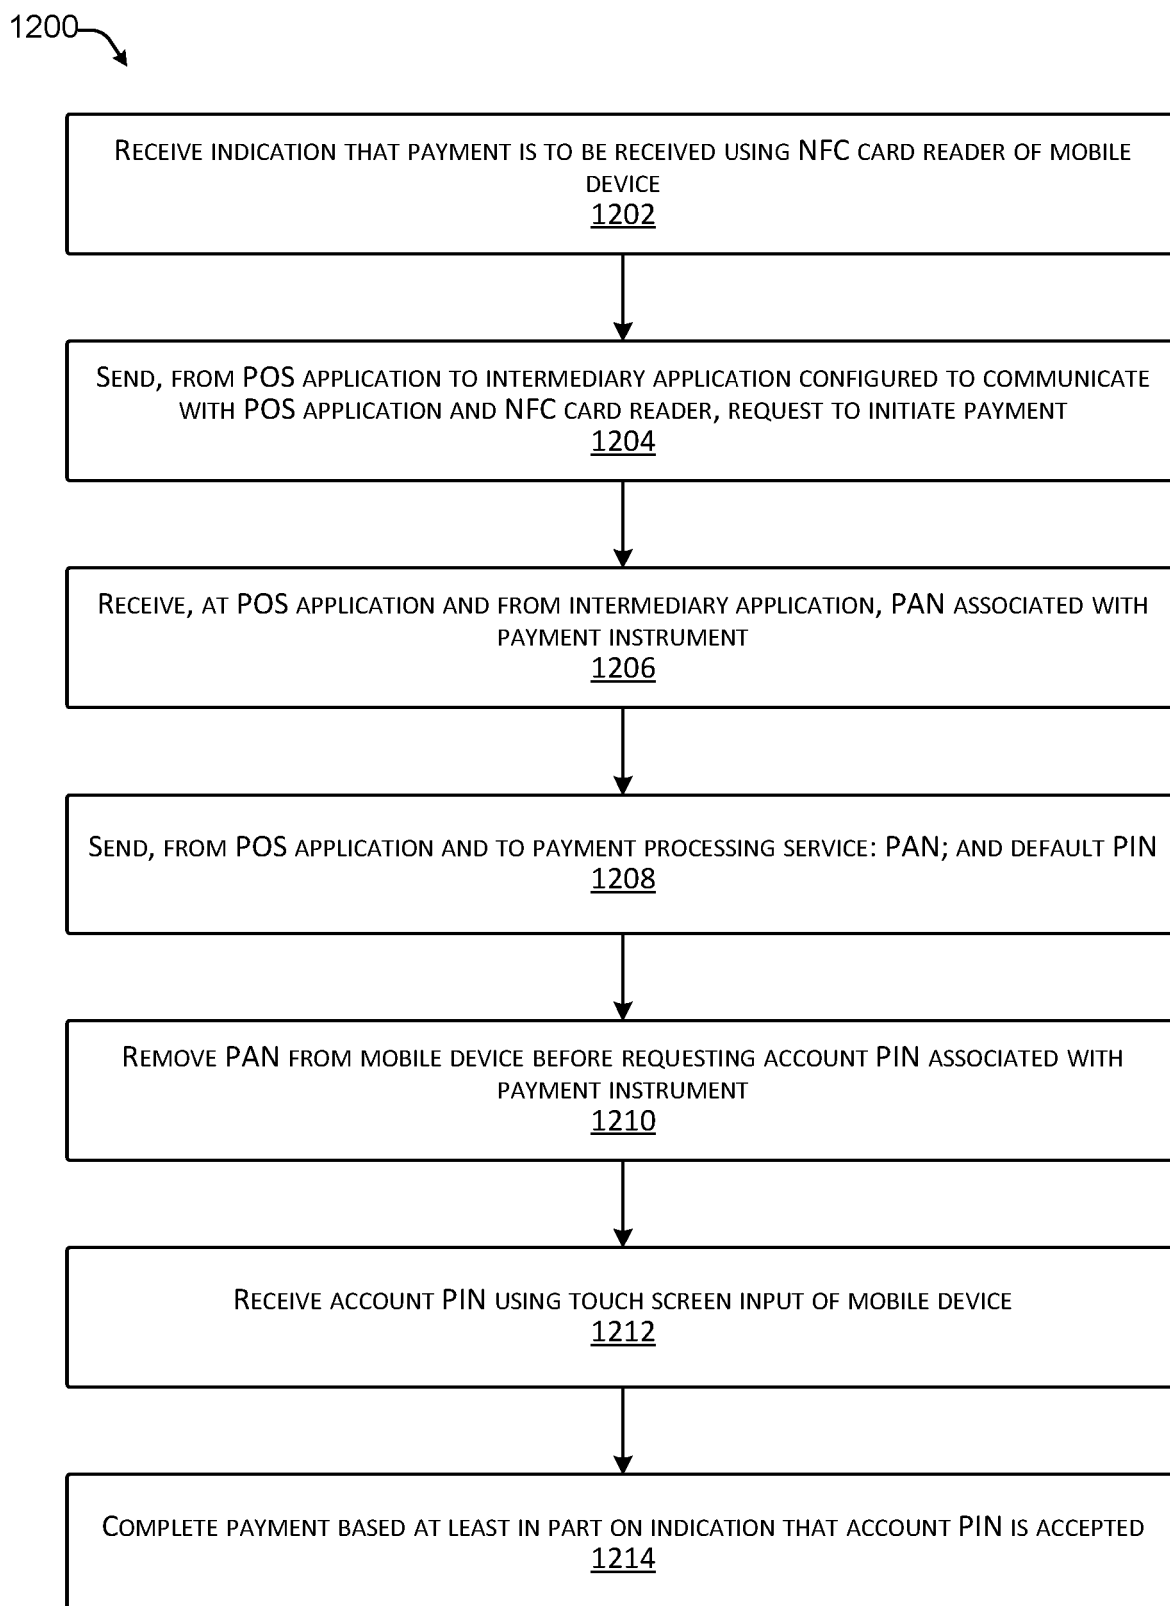 1200
RECEIVE INDICATION THAT PAYMENT IS TO BE RECEIVED USING NFC CARD READER OF MOBILE
DEVICE
1202
SEND, FROM POS APPLICATION TO INTERMEDIARY APPLICATION CONFIGURED TO COMMUNICATE
WITH POS APPLICATION AND NFC CARD READER, REQUEST TO INITIATE PAYMENT
1204
RECEIVE, AT POS APPLICATION AND FROM INTERMEDIARY APPLICATION, PAN ASSOCIATED WITH
PAYMENT INSTRUMENT
1206
SEND, FROM POS APPLICATION AND TO PAYMENT PROCESSING SERVICE: PAN; AND DEFAULT PIN
1208
REMOVE PAN FROM MOBILE DEVICE BEFORE REQUESTING ACCOUNT PIN ASSOCIATED WITH
PAYMENT INSTRUMENT
1210
RECEIVE ACCOUNT PIN USING TOUCH SCREEN INPUT OF MOBILE DEVICE
1212
COMPLETE PAYMENT BASED AT LEAST IN PART ON INDICATION THAT ACCOUNT PIN IS ACCEPTED
1214